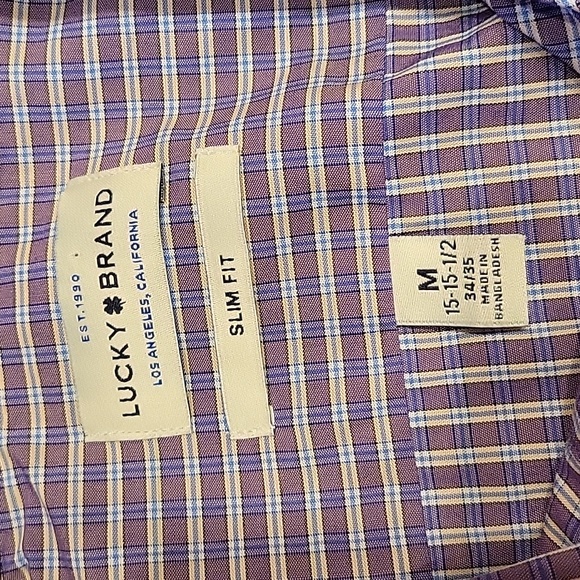 EST. 1990
LUCKY BRAND
LOS ANGELES, CALIFORNIA
SLIM FIT
M
15-15-1/2
34/35
MADE IN
BANGLADESH